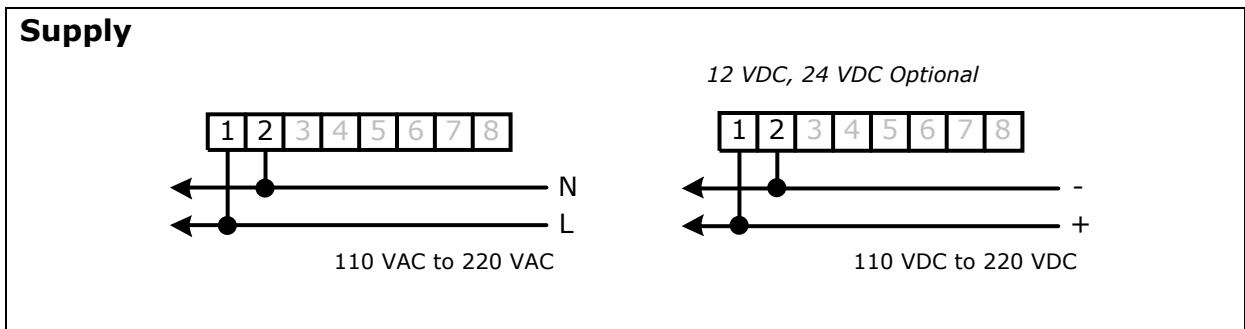 Supply
12 VDC, 24 VDC Optional
1 2 3 4 5 6 7 8
1 2 3 4 5 6 7 8
N
L
-
+
110 VAC to 220 VAC
110 VDC to 220 VDC